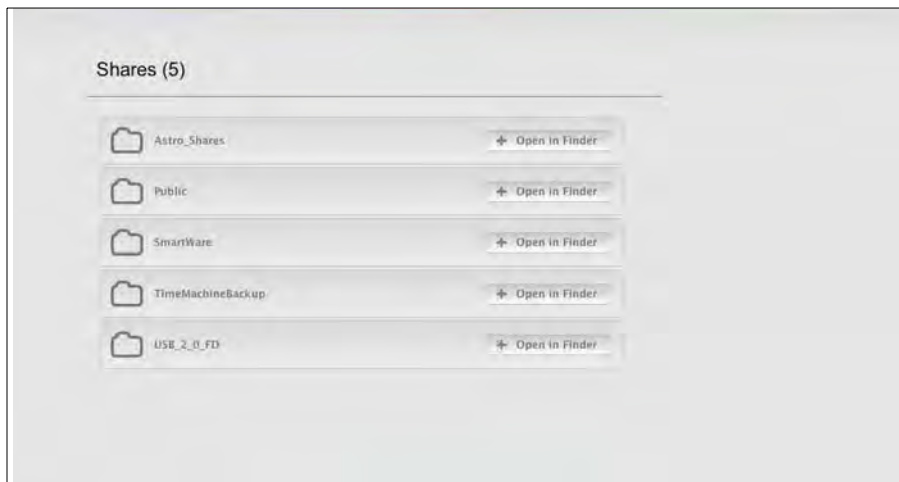 Shares (5)
Astro_Shares
+ Open in Finder
Public
+ Open in Finder
SmartWare
+ Open in Finder
TimeMachineBackup
+ Open in Finder
USB_2_0_FD
+ Open in Finder